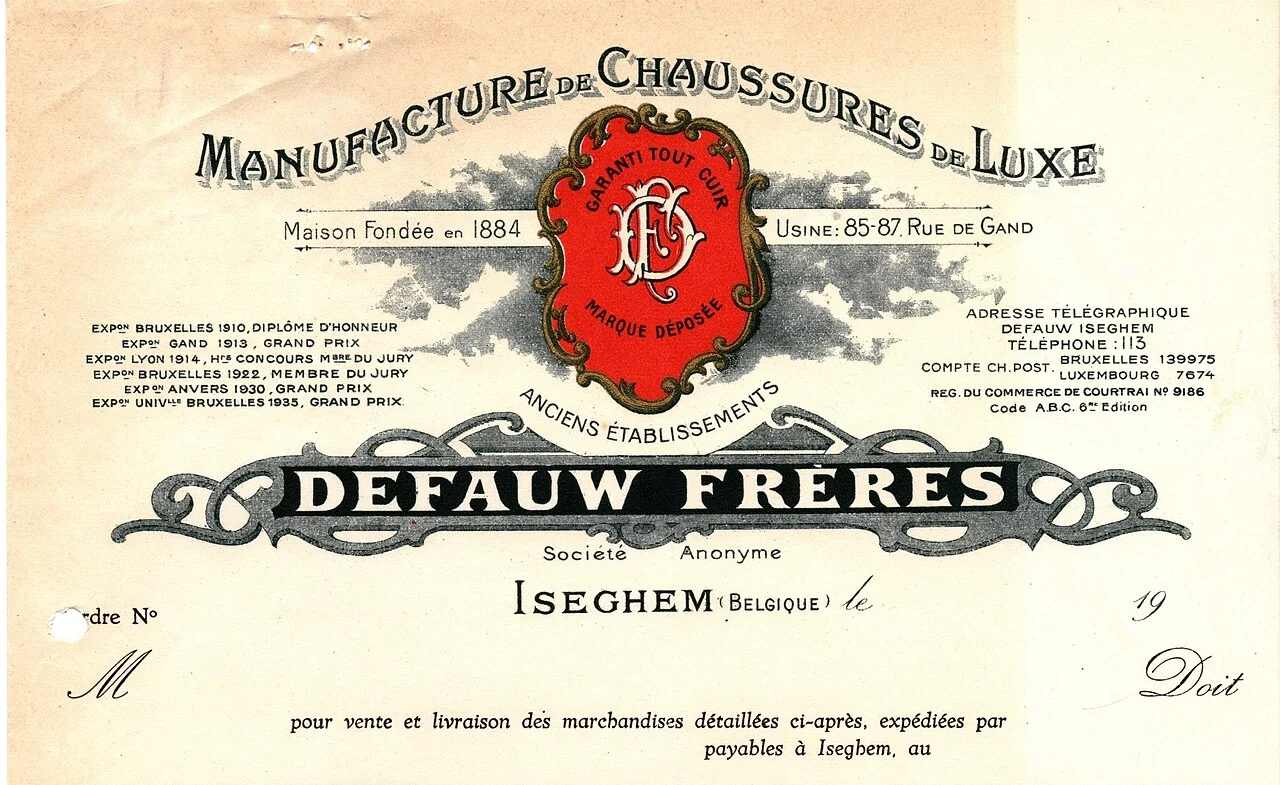 MANUFACTURE DE CHAUSSURES DE LUXE
GARANTI TOUT CUIR
DF
MARQUE DÉPOSÉE
Maison Fondée en 1884
USINE: 85-87, RUE DE GAND
EXPON BRUXELLES 1910, DIPLÔME D'HONNEUR
EXPON GAND 1913, GRAND PRIX
EXPON LYON 1914, HRS CONCOURS MBRE DU JURY
EXPON BRUXELLES 1922, MEMBRE DU JURY
EXPON ANVERS 1930, GRAND PRIX
EXPON UNIVLLE BRUXELLES 1935, GRAND PRIX.
ADRESSE TÉLÉGRAPHIQUE
DEFAUW ISEGHEM
TÉLÉPHONE : 113
COMPTE CH. POST. BRUXELLES 139975
LUXEMBOURG 7674
REG. DU COMMERCE DE COURTRAI No 9186
Code A.B.C. 6me Edition
ANCIENS ÉTABLISSEMENTS
DEFAUW FRÈRES
Société Anonyme
ISEGHEM (BELGIQUE) le 19
rdre No
M Doit
pour vente et livraison des marchandises détaillées ci-après, expédiées par
payables à Iseghem, au